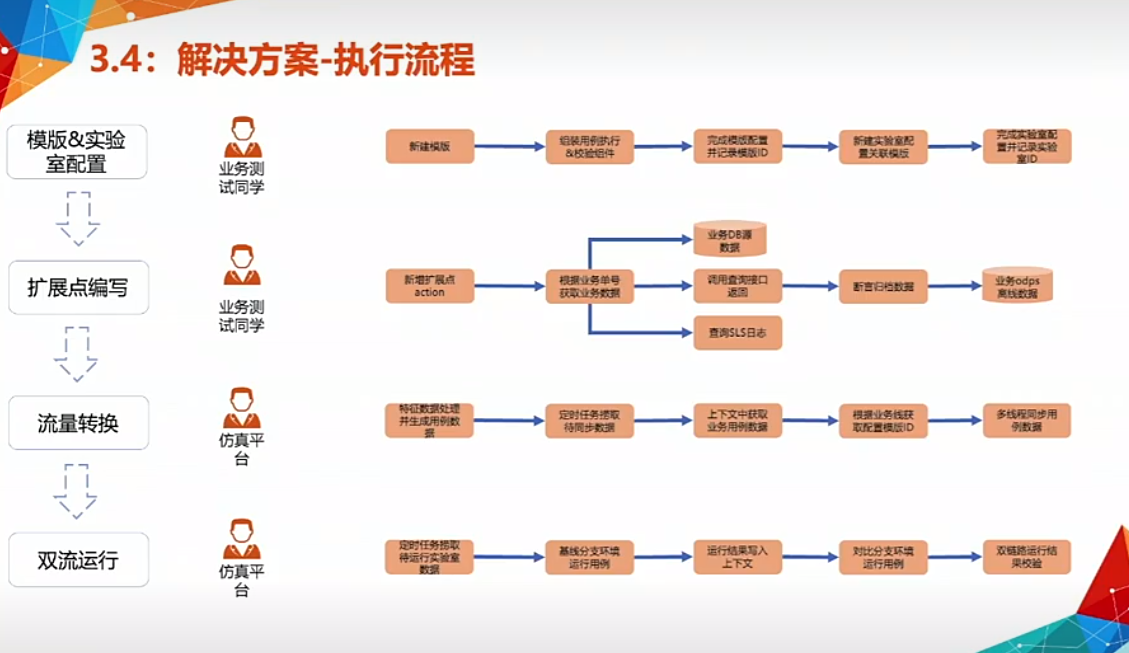 3.4：解决方案-执行流程
模版&实验
室配置
业务测
试同学
新建模版
组装用例执行
&校验组件
完成模版配置
并记录模版ID
新建实验室配
置关联模版
完成实验室配
置并记录实验
室ID
扩展点编写
业务测
试同学
新增扩展点
action
根据业务单号
获取业务数据
业务DB源
数据
调用查询接口
返回
查询SLS日志
断言归档数据
业务odps
离线数据
流量转换
仿真平
台
特征数据处理
并生成用例数
据
定时任务捞取
待同步数据
上下文中获取
业务用例数据
根据业务线获
取配置模版ID
多线程同步用
例数据
双流运行
仿真平
台
定时任务捞取
待运行实验室
数据
基线分支环境
运行用例
运行结果写入
上下文
对比分支环境
运行用例
双链路运行结
果校验